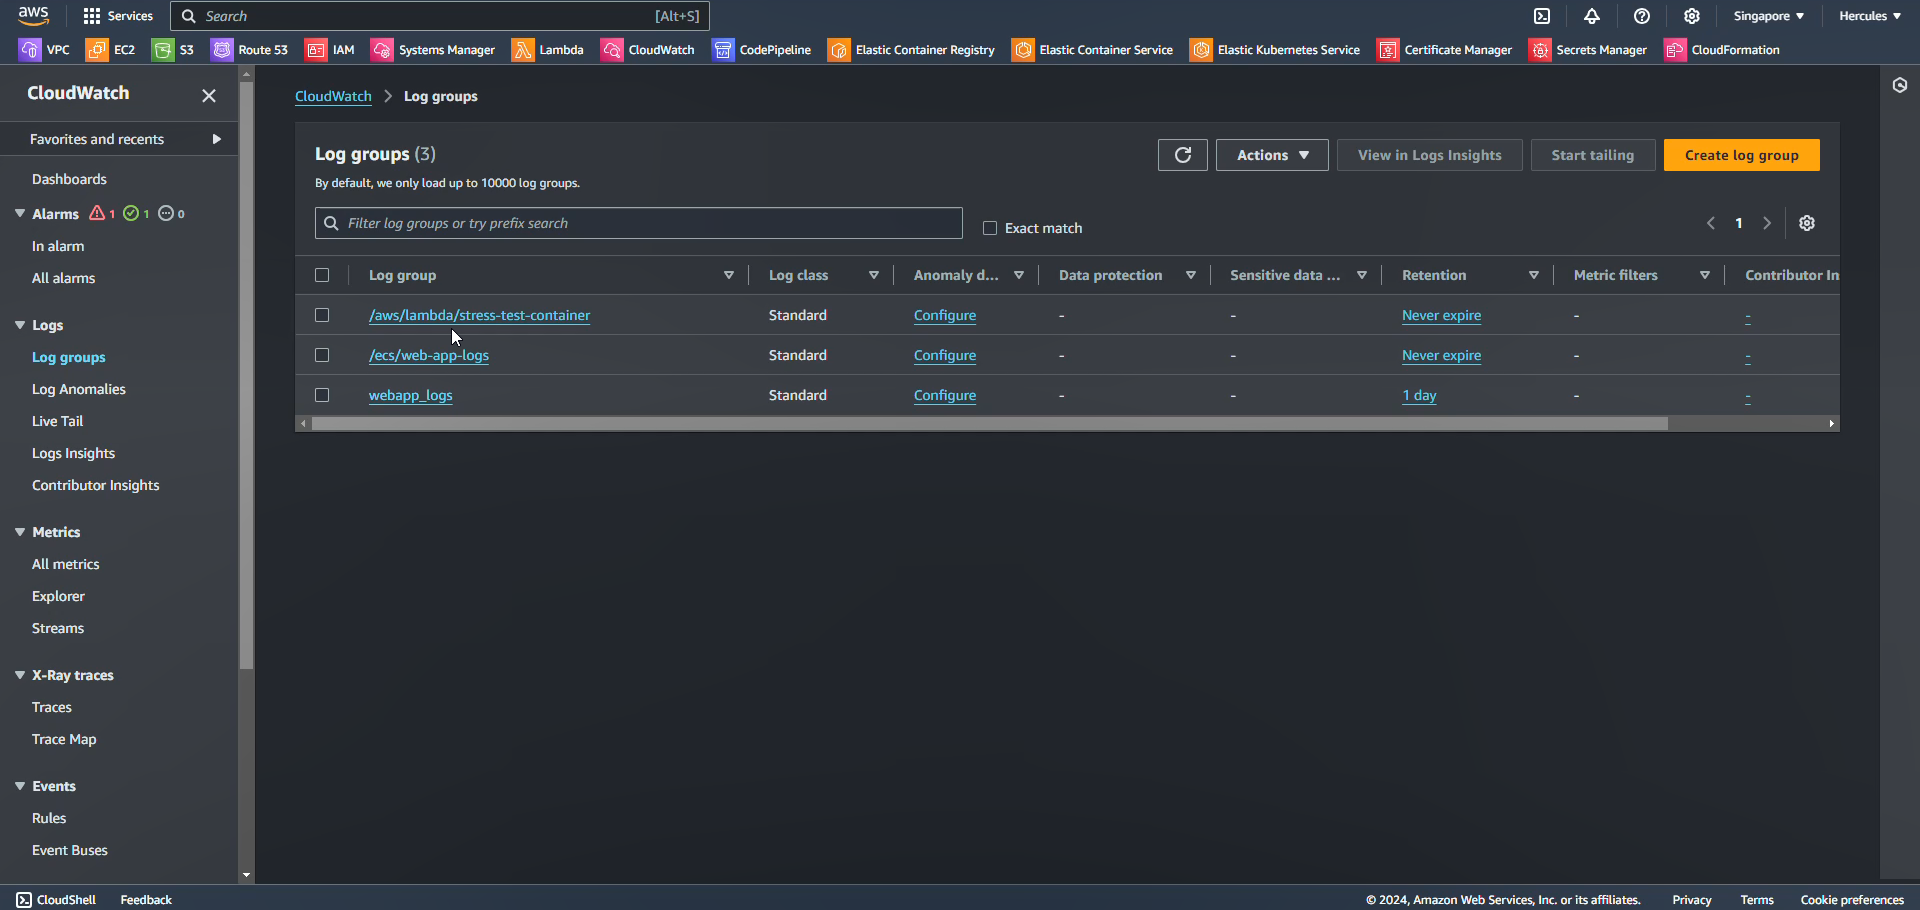 aws Services Search [Alt+S] Singapore Hercules
VPC EC2 S3 Route 53 IAM Systems Manager Lambda CloudWatch CodePipeline Elastic Container Registry Elastic Container Service Elastic Kubernetes Service Certificate Manager Secrets Manager CloudFormation
CloudWatch
Favorites and recents
Dashboards
Alarms 1 1 0
In alarm
All alarms
Logs
Log groups
Log Anomalies
Live Tail
Logs Insights
Contributor Insights
Metrics
All metrics
Explorer
Streams
X-Ray traces
Traces
Trace Map
Events
Rules
Event Buses
CloudWatch > Log groups
Log groups (3)
Actions View in Logs Insights Start tailing Create log group
By default, we only load up to 10000 log groups.
Filter log groups or try prefix search Exact match 1
Log group Log class Anomaly d... Data protection Sensitive data ... Retention Metric filters Contributor In
/aws/lambda/stress-test-container Standard Configure - - Never expire - -
/ecs/web-app-logs Standard Configure - - Never expire - -
webapp_logs Standard Configure - - 1 day - -
CloudShell Feedback © 2024, Amazon Web Services, Inc. or its affiliates. Privacy Terms Cookie preferences